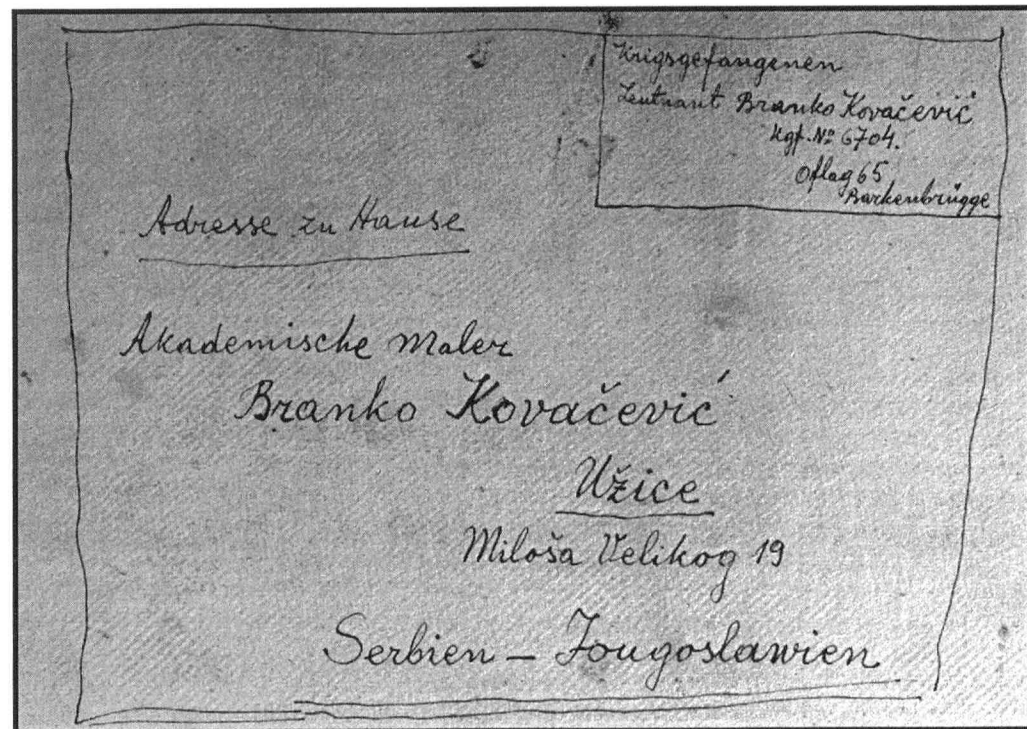 Krigsgefangenen
Leutnant Branko Kovačević
Kgf. Nº 6704.
Oflag 65
Barkenbrügge
Adresse zu Hause
Akademische Maler
Branko Kovačević
Užice
Miloša Velikog 19
Serbien – Jougoslawien